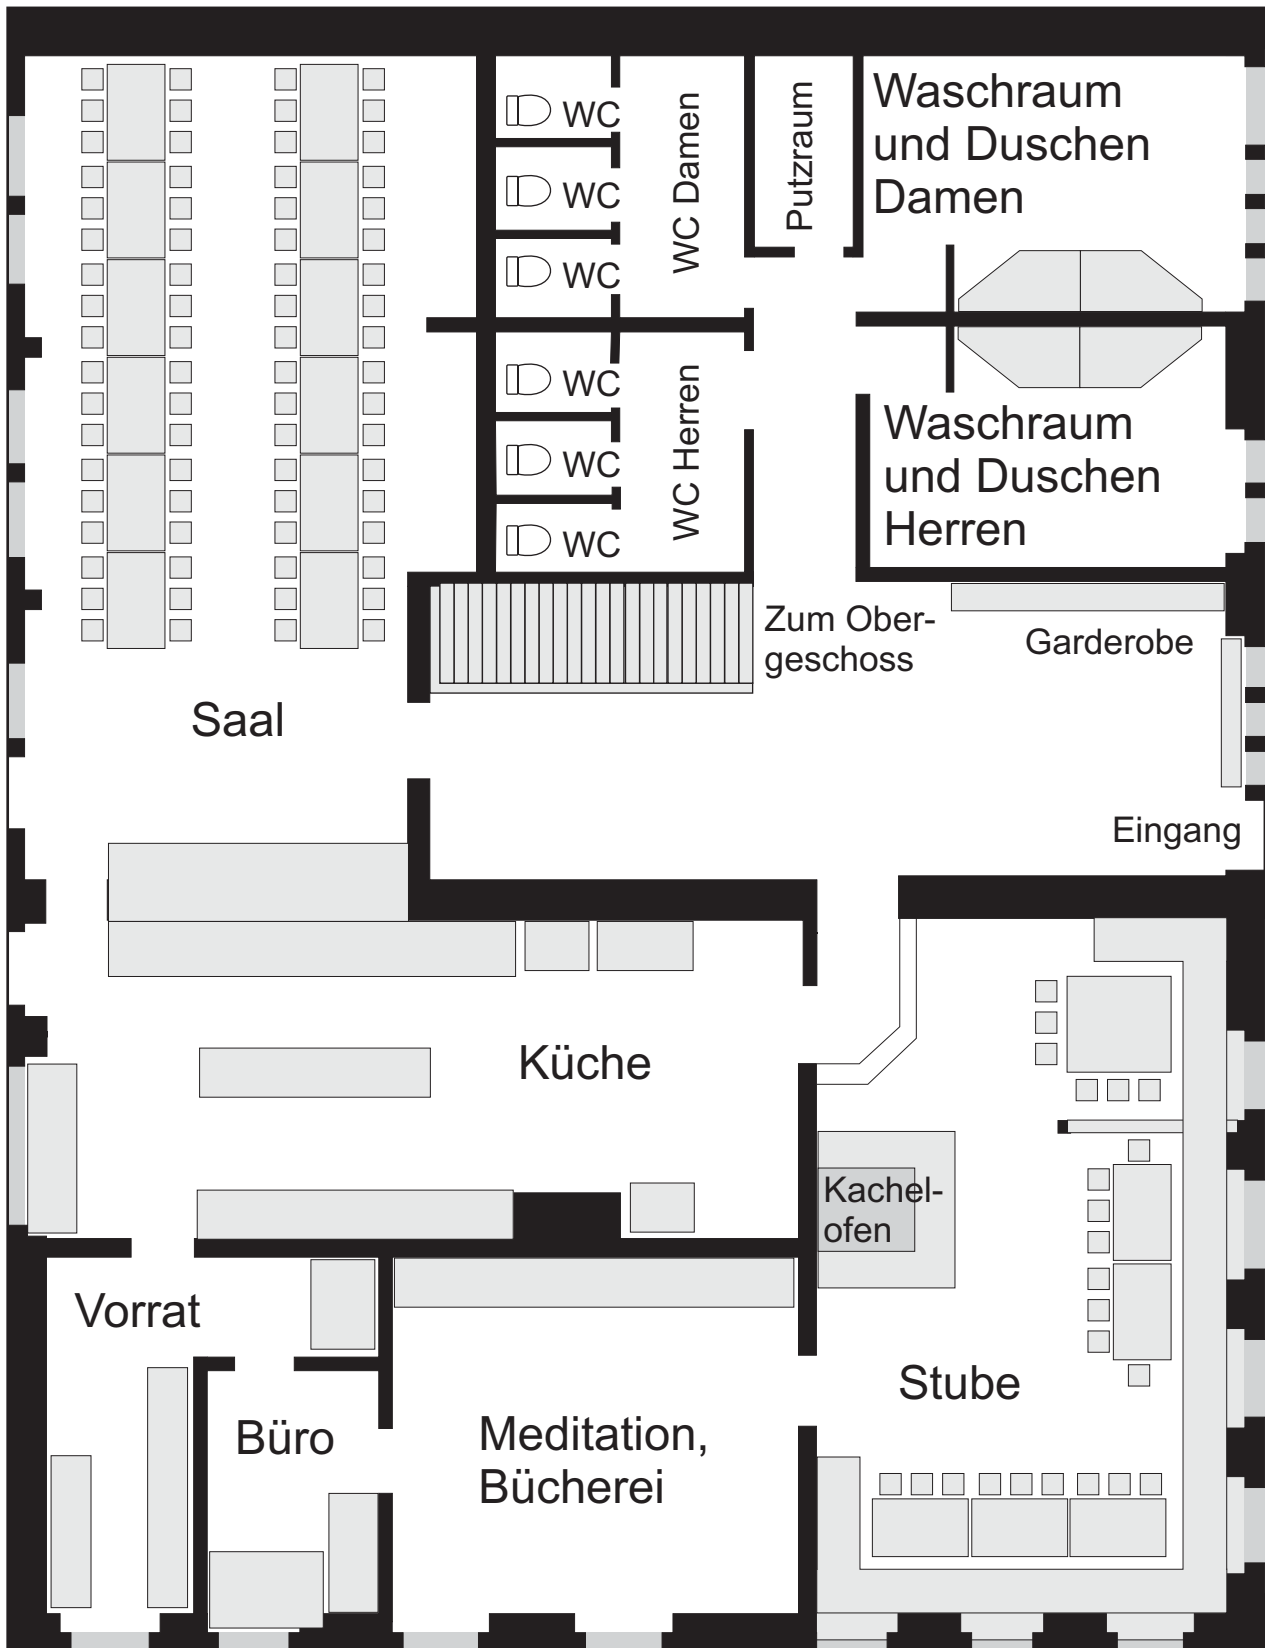 WC
WC
WC
WC Damen
Putzraum
Waschraum
und Duschen
Damen
WC
WC
WC
WC Herren
Waschraum
und Duschen
Herren
Zum Ober-
geschoss
Garderobe
Saal
Eingang
Küche
Kachel-
ofen
Vorrat
Büro
Meditation,
Bücherei
Stube